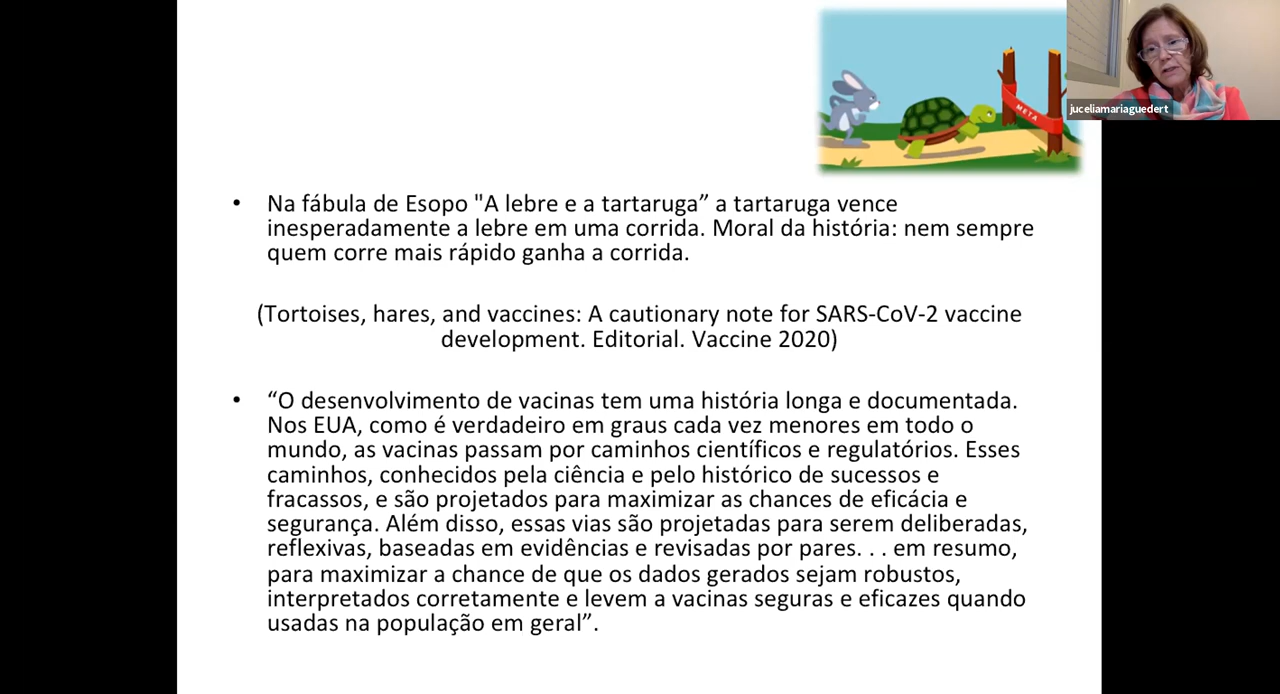 META
juceliamariaguedert
• Na fábula de Esopo "A lebre e a tartaruga” a tartaruga vence
inesperadamente a lebre em uma corrida. Moral da história: nem sempre
quem corre mais rápido ganha a corrida.
(Tortoises, hares, and vaccines: A cautionary note for SARS-CoV-2 vaccine
development. Editorial. Vaccine 2020)
• “O desenvolvimento de vacinas tem uma história longa e documentada.
Nos EUA, como é verdadeiro em graus cada vez menores em todo o
mundo, as vacinas passam por caminhos científicos e regulatórios. Esses
caminhos, conhecidos pela ciência e pelo histórico de sucessos e
fracassos, e são projetados para maximizar as chances de eficácia e
segurança. Além disso, essas vias são projetadas para serem deliberadas,
reflexivas, baseadas em evidências e revisadas por pares. . . em resumo,
para maximizar a chance de que os dados gerados sejam robustos,
interpretados corretamente e levem a vacinas seguras e eficazes quando
usadas na população em geral”.